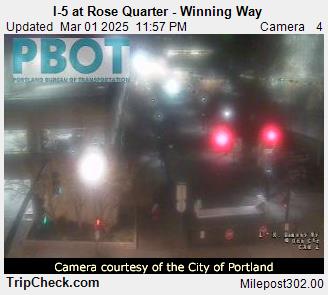 I-5 at Rose Quarter - Winning Way
Updated Mar 01 2025 11:57 PM Camera 4
PBOT
PORTLAND BUREAU OF TRANSPORTATION
Camera courtesy of the City of Portland
TripCheck.com Milepost302.00